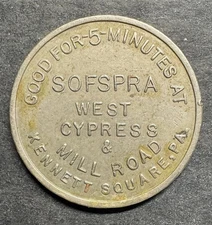 GOOD FOR-5-MINUTES AT
SOFSPRA
WEST
CYPRESS
&
MILL ROAD
KENNETT SQUARE, PA